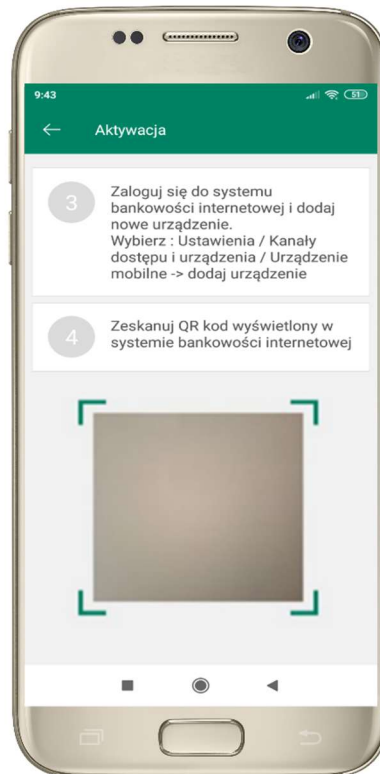 9:43
51
Aktywacja
3
Zaloguj się do systemu
bankowości internetowej i dodaj
nowe urządzenie.
Wybierz : Ustawienia / Kanały
dostępu i urządzenia / Urządzenie
mobilne -> dodaj urządzenie
4
Zeskanuj QR kod wyświetlony w
systemie bankowości internetowej